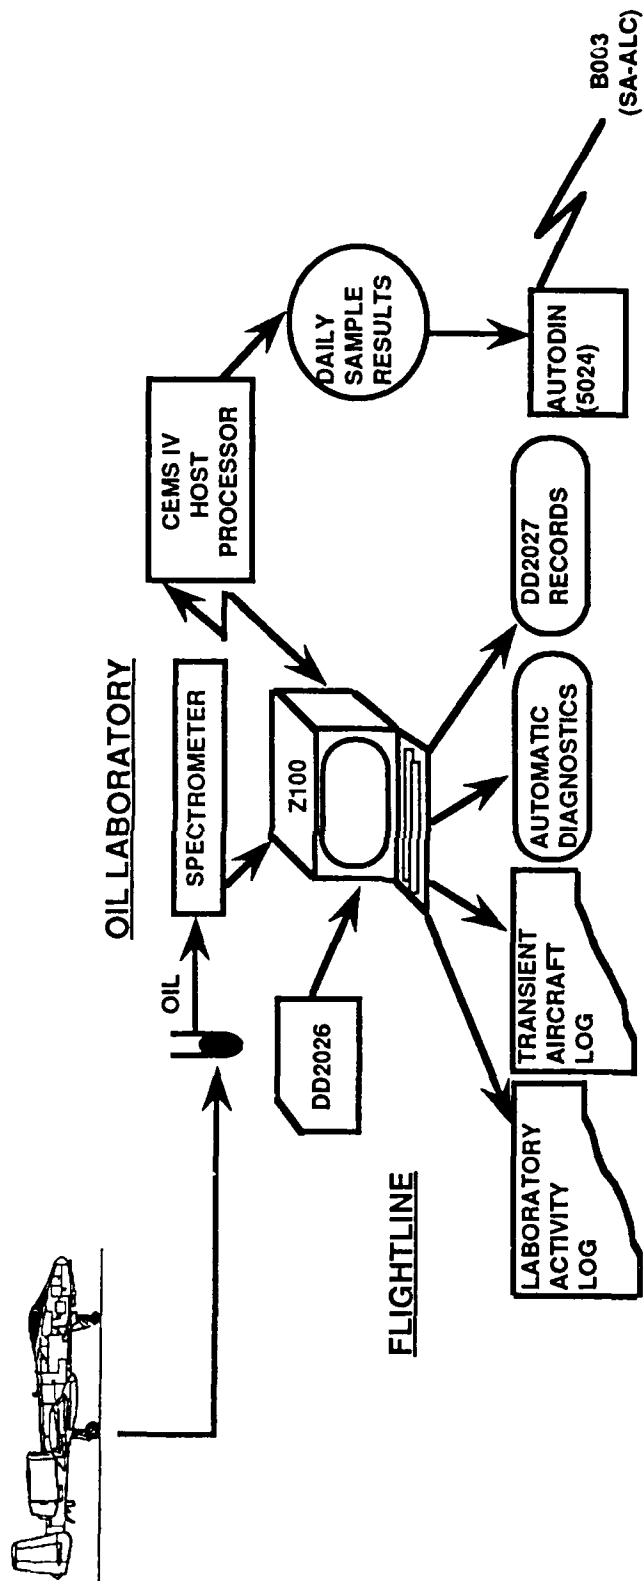 OIL LABORATORY
OIL
SPECTROMETER
CEMS IV
HOST
PROCESSOR
DD2026
Z100
DAILY
SAMPLE
RESULTS
FLIGHTLINE
LABORATORY
ACTIVITY
LOG
TRANSIENT
AIRCRAFT
LOG
AUTOMATIC
DIAGNOSTICS
DD2027
RECORDS
AUTODIN
(5024)
B003
(SA-ALC)